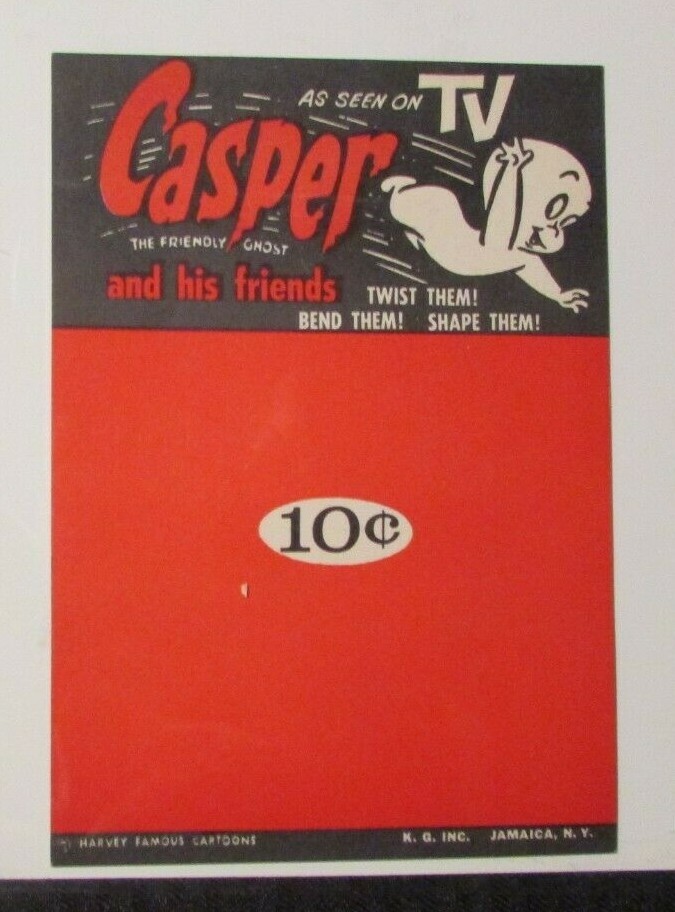 AS SEEN ON TV
Casper
THE FRIENDLY GHOST
and his friends
TWIST THEM!
BEND THEM! SHAPE THEM!
10¢
© HARVEY FAMOUS CARTOONS K. G. INC. JAMAICA, N. Y.